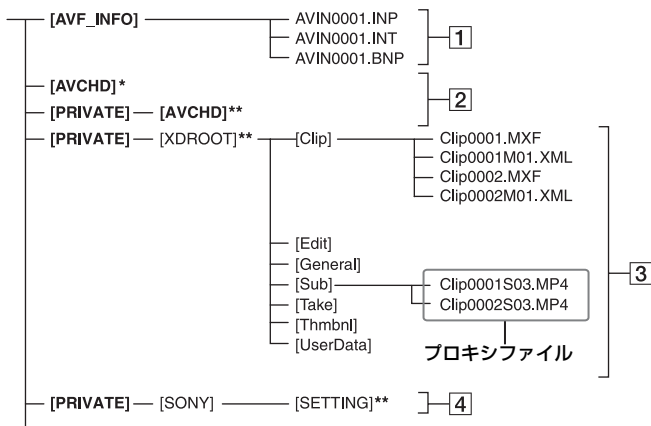 [AVF_INFO] AVIN0001.INP
AVIN0001.INT 1
AVIN0001.BNP
[AVCHD]*
2
[PRIVATE] [AVCHD]**
[PRIVATE] [XDROOT]** [Clip] Clip0001.MXF
Clip0001M01.XML
Clip0002.MXF
Clip0002M01.XML
[Edit]
[General]
3
[Sub] Clip0001S03.MP4
[Take] Clip0002S03.MP4
[Thmbnl]
[UserData] プロキシファイル
[PRIVATE] [SONY] [SETTING]** 4